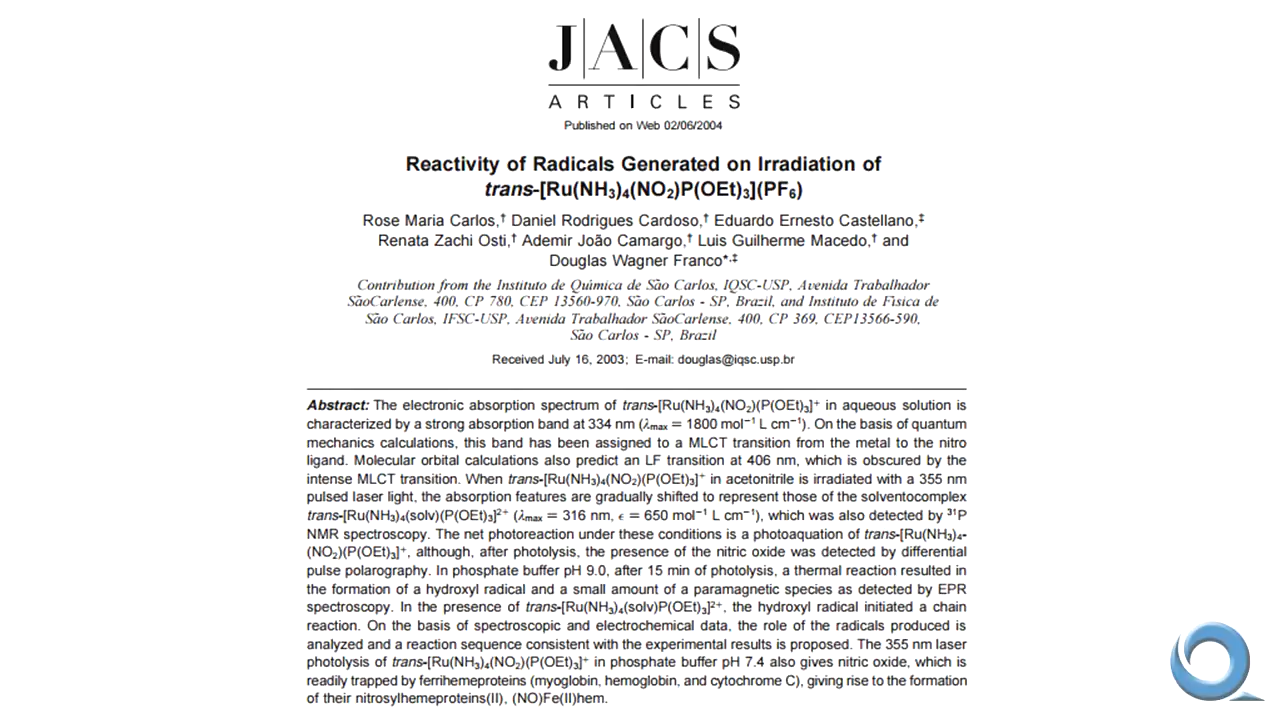 J|A|C|S
ARTICLES
Published on Web 02/06/2004
Reactivity of Radicals Generated on Irradiation of
trans-[Ru(NH₃)₄(NO₂)P(OEt)₃](PF₆)
Rose Maria Carlos,† Daniel Rodrigues Cardoso,† Eduardo Ernesto Castellano,‡
Renata Zachi Osti,† Ademir João Camargo,† Luis Guilherme Macedo,† and
Douglas Wagner Franco*,‡
Contribution from the Instituto de Química de São Carlos, IQSC-USP, Avenida Trabalhador
SãoCarlense, 400, CP 780, CEP 13560-970, São Carlos - SP, Brazil, and Instituto de Física de
São Carlos, IFSC-USP, Avenida Trabalhador SãoCarlense, 400, CP 369, CEP13566-590,
São Carlos - SP, Brazil
Received July 16, 2003; E-mail: douglas@iqsc.usp.br
Abstract: The electronic absorption spectrum of trans-[Ru(NH₃)₄(NO₂)(P(OEt)₃]⁺ in aqueous solution is
characterized by a strong absorption band at 334 nm (λmax = 1800 mol⁻¹ L cm⁻¹). On the basis of quantum
mechanics calculations, this band has been assigned to a MLCT transition from the metal to the nitro
ligand. Molecular orbital calculations also predict an LF transition at 406 nm, which is obscured by the
intense MLCT transition. When trans-[Ru(NH₃)₄(NO₂)(P(OEt)₃]⁺ in acetonitrile is irradiated with a 355 nm
pulsed laser light, the absorption features are gradually shifted to represent those of the solventocomplex
trans-[Ru(NH₃)₄(solv)(P(OEt)₃]²⁺ (λmax = 316 nm, ϵ = 650 mol⁻¹ L cm⁻¹), which was also detected by ³¹P
NMR spectroscopy. The net photoreaction under these conditions is a photoaquation of trans-[Ru(NH₃)₄-
(NO₂)(P(OEt)₃]⁺, although, after photolysis, the presence of the nitric oxide was detected by differential
pulse polarography. In phosphate buffer pH 9.0, after 15 min of photolysis, a thermal reaction resulted in
the formation of a hydroxyl radical and a small amount of a paramagnetic species as detected by EPR
spectroscopy. In the presence of trans-[Ru(NH₃)₄(solv)P(OEt)₃]²⁺, the hydroxyl radical initiated a chain
reaction. On the basis of spectroscopic and electrochemical data, the role of the radicals produced is
analyzed and a reaction sequence consistent with the experimental results is proposed. The 355 nm laser
photolysis of trans-[Ru(NH₃)₄(NO₂)(P(OEt)₃]⁺ in phosphate buffer pH 7.4 also gives nitric oxide, which is
readily trapped by ferrihemeproteins (myoglobin, hemoglobin, and cytochrome C), giving rise to the formation
of their nitrosylhemeproteins(II), (NO)Fe(II)hem.